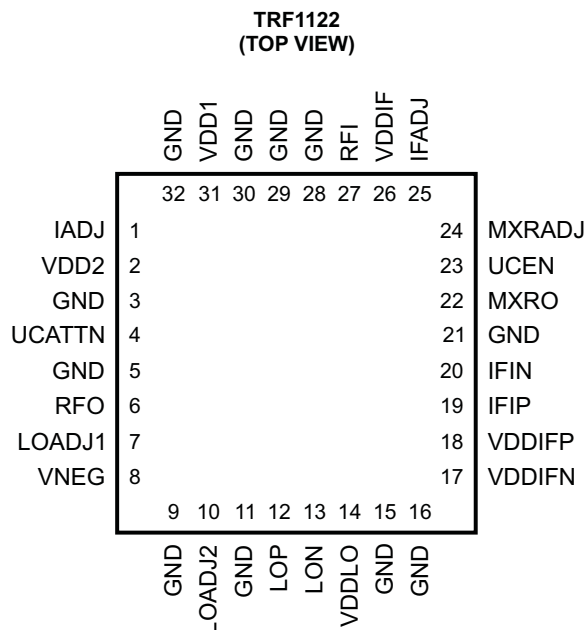 TRF1122
(TOP VIEW)
GND VDD1 GND GND GND RFI VDDIF IFADJ
32 31 30 29 28 27 26 25
IADJ 1 24 MXRADJ
VDD2 2 23 UCEN
GND 3 22 MXRO
UCATTN 4 21 GND
GND 5 20 IFIN
RFO 6 19 IFIP
LOADJ1 7 18 VDDIFP
VNEG 8 17 VDDIFN
9 10 11 12 13 14 15 16
GND LOADJ2 GND LOP LON VDDLO GND GND